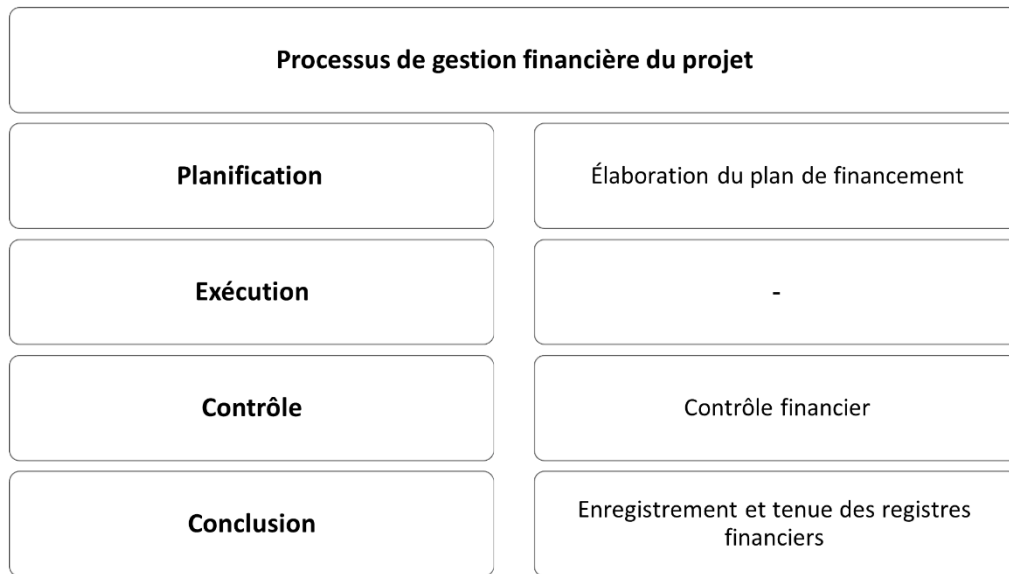 Processus de gestion financière du projet
Planification
Élaboration du plan de financement
Exécution
-
Contrôle
Contrôle financier
Conclusion
Enregistrement et tenue des registres
financiers